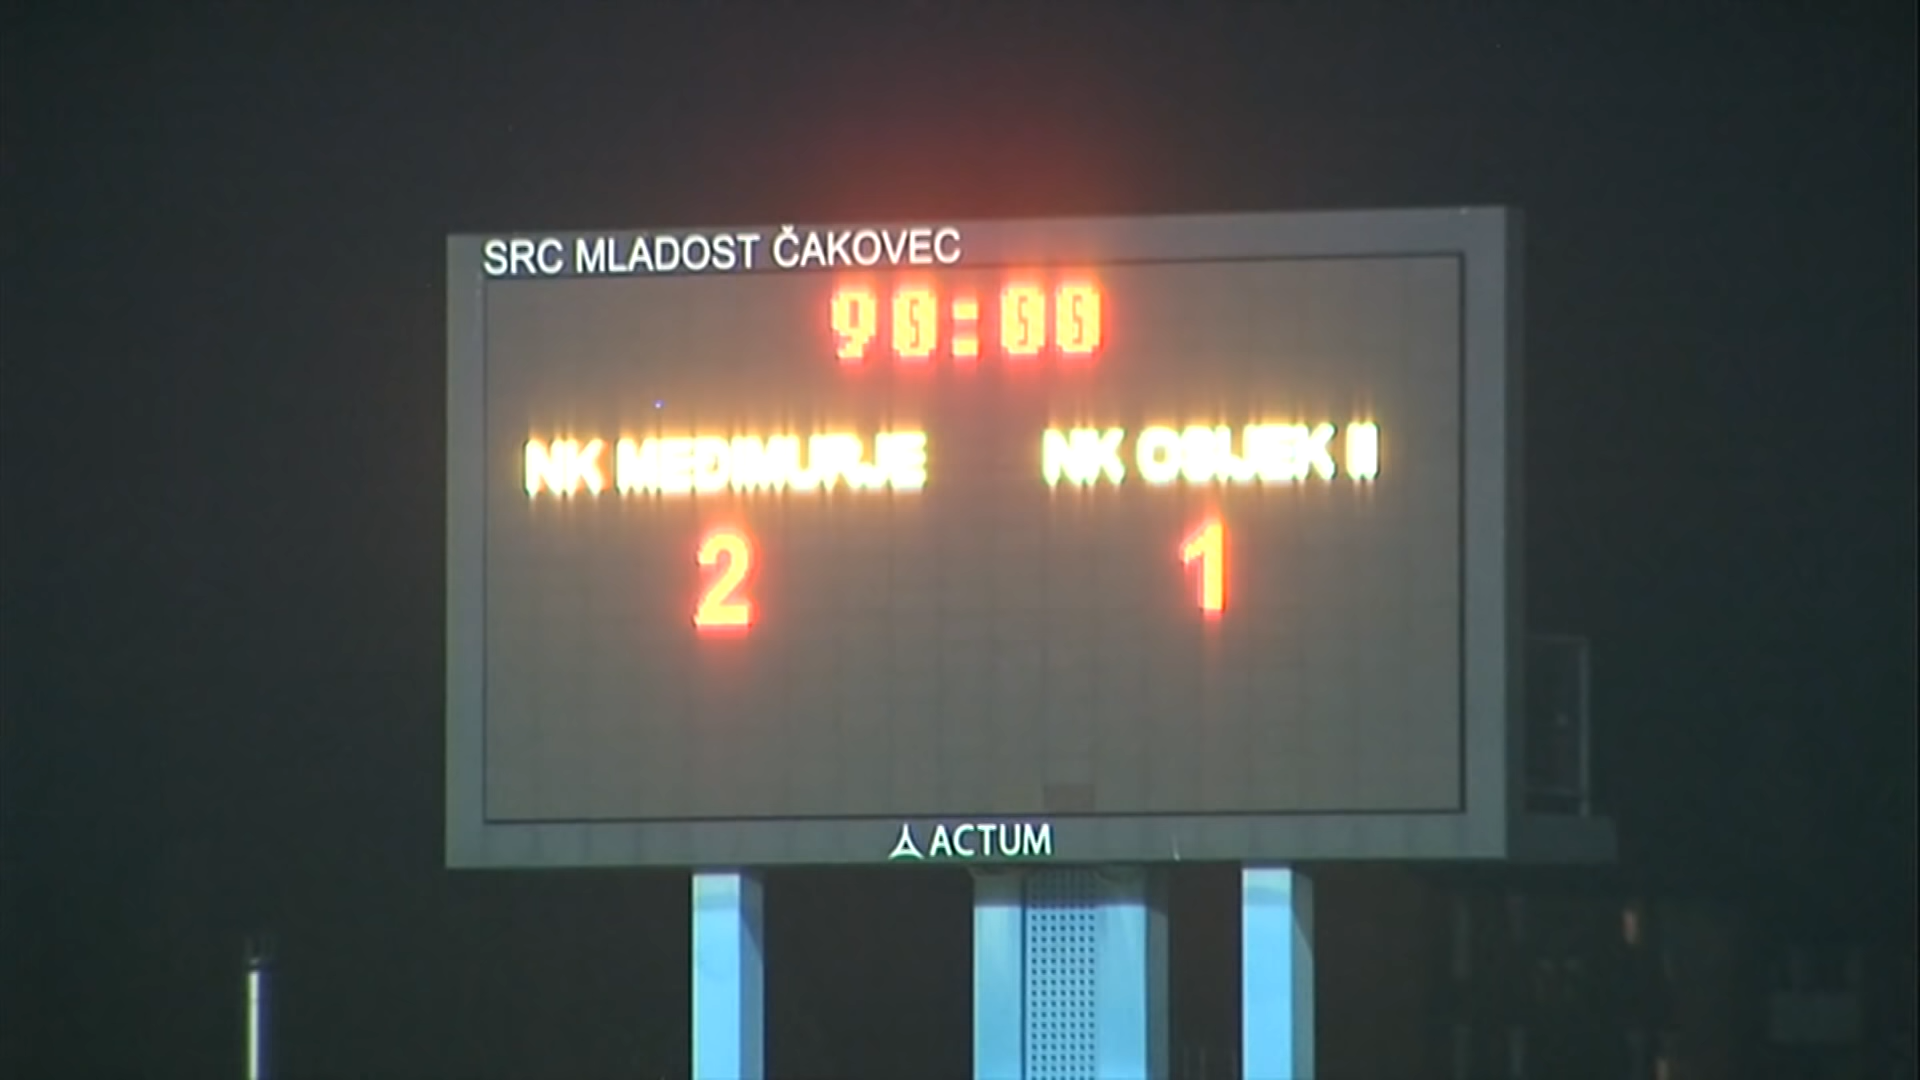 SRC MLADOST ČAKOVEC
90:00
NK MEDIMURJE NK OSIJEK II
2 1
ACTUM